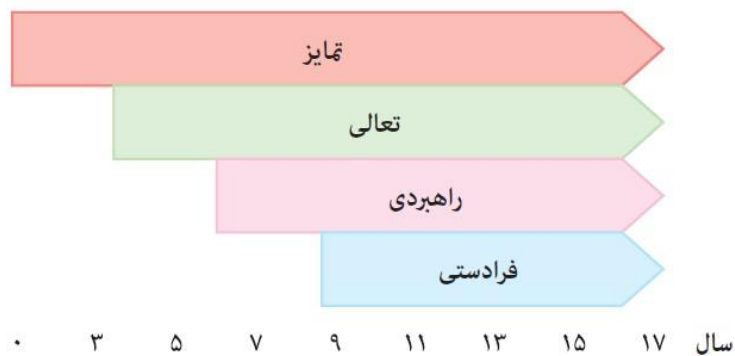 تمایز
تعالی
راهبردی
فرادستی
۰ ۳ ۵ ۷ ۹ ۱۱ ۱۳ ۱۵ ۱۷ سال